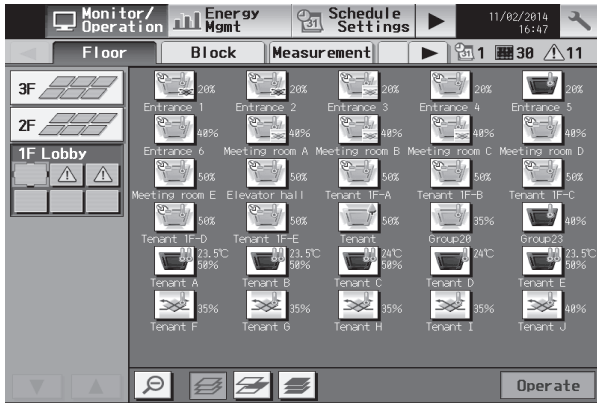 Monitor/ Operation Energy Mgmt Schedule Settings 11/02/2014 16:47
Floor Block Measurement 31 1 30 11
3F
2F
1F Lobby
20% 20% 20% 20% 20%
Entrance 1 Entrance 2 Entrance 3 Entrance 4 Entrance 5
40% 40% 40% 40% 40%
Entrance 6 Meeting room A Meeting room B Meeting room C Meeting room D
50% 50% 50% 50% 50%
Meeting room E Elevator hall Tenant 1F-A Tenant 1F-B Tenant 1F-C
50% 50% 50% 35% 40%
Tenant 1F-D Tenant 1F-E Tenant Group20 Group23
23.5℃ 50% 23.5℃ 50% 24℃ 50% 24℃ 23.5℃ 50%
Tenant A Tenant B Tenant C Tenant D Tenant E
35% 35% 35% 35% 40%
Tenant F Tenant G Tenant H Tenant I Tenant J
Operate